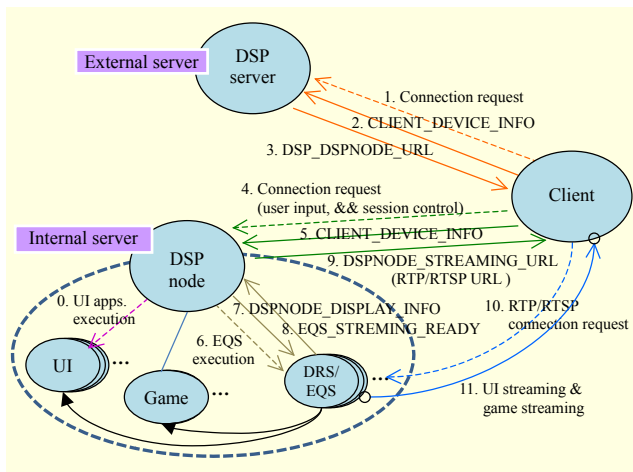 DSP
server
External server
1. Connection request
2. CLIENT_DEVICE_INFO
3. DSP_DSPNODE_URL
Client
4. Connection request
(user input, && session control)
5. CLIENT_DEVICE_INFO
Internal server
DSP
node
9. DSPNODE_STREAMING_URL
(RTP/RTSP URL )
0. UI apps.
execution
7. DSPNODE_DISPLAY_INFO
8. EQS_STREMING_READY
6. EQS
execution
10. RTP/RTSP
connection request
UI
...
Game
...
DRS/
EQS
...
11. UI streaming &
game streaming